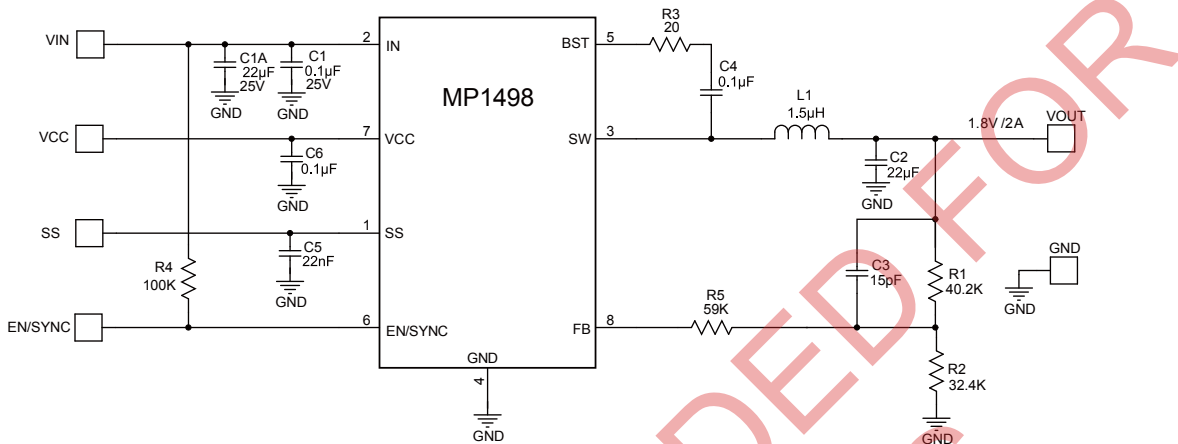 VIN
2
IN
C1A
22µF
25V
GND
C1
0.1µF
25V
GND
VCC
7
VCC
C6
0.1µF
GND
SS
1
SS
C5
22nF
GND
R4
100K
EN/SYNC
6
EN/SYNC
MP1498
GND
4
GND
BST
5
R3
20
C4
0.1µF
SW
3
L1
1.5µH
1.8V /2A
VOUT
C2
22µF
GND
C3
15pF
R1
40.2K
GND
GND
FB
8
R5
59K
R2
32.4K
GND
DED FOR